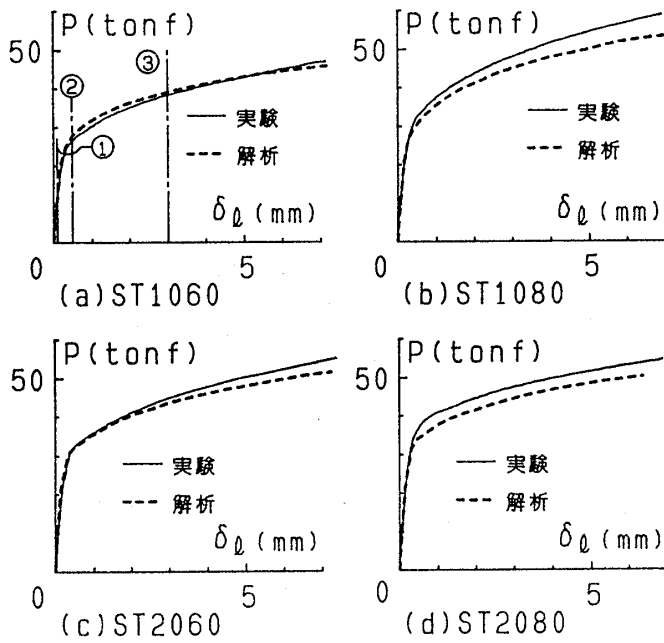 P(tonf)
50
②
③
①
実験
解析
δℓ(mm)
0
5
(a)ST1060
P(tonf)
50
実験
解析
δℓ(mm)
0
5
(b)ST1080
P(tonf)
50
実験
解析
δℓ(mm)
0
5
(c)ST2060
P(tonf)
50
実験
解析
δℓ(mm)
0
5
(d)ST2080